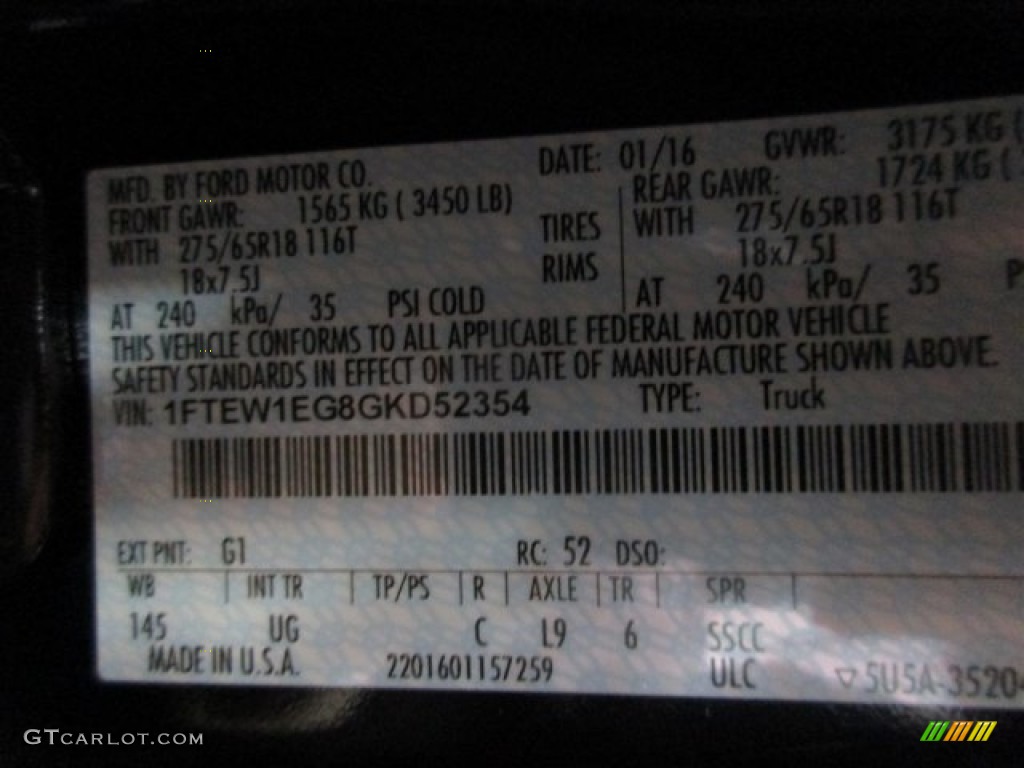 MFD. BY FORD MOTOR CO. DATE: 01/16 GVWR: 3175 KG (
FRONT GAWR: 1565 KG ( 3450 LB) REAR GAWR: 1724 KG (
WITH 275/65R18 116T TIRES WITH 275/65R18 116T
18x7.5J RIMS 18x7.5J
AT 240 kPa/ 35 PSI COLD AT 240 kPa/ 35 P
THIS VEHICLE CONFORMS TO ALL APPLICABLE FEDERAL MOTOR VEHICLE
SAFETY STANDARDS IN EFFECT ON THE DATE OF MANUFACTURE SHOWN ABOVE.
VIN: 1FTEW1EG8GKD52354 TYPE: Truck
EXT PNT: G1 RC: 52 DSO:
WB INT TR TP/PS R AXLE TR SPR
145 UG C L9 6 SSCC
MADE IN U.S.A. 2201601157259 ULC ▽5U5A-3520
GTCARLOT.COM